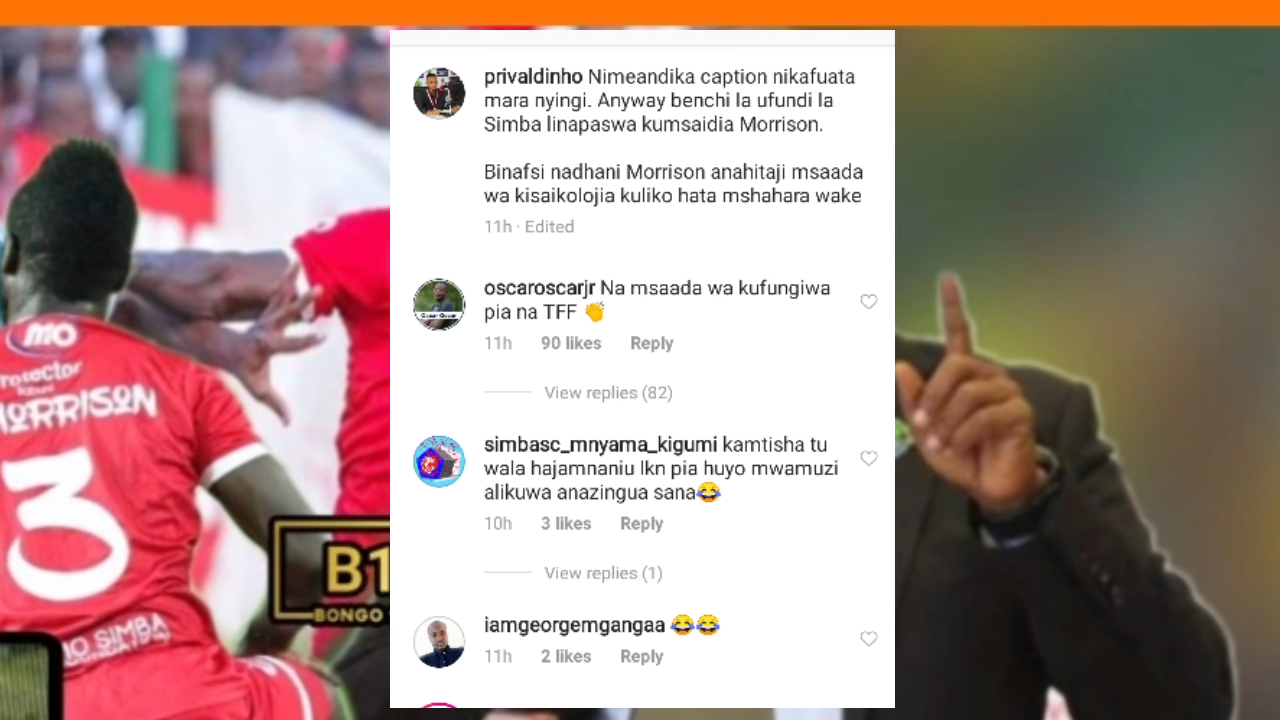 privaldinho Nimeandika caption nikafuata
mara nyingi. Anyway benchi la ufundi la
Simba linapaswa kumsaidia Morrison.
Binafsi nadhani Morrison anahitaji msaada
wa kisaikolojia kuliko hata mshahara wake
11h · Edited
oscaroscarjr Na msaada wa kufungiwa
pia na TFF 👏
11h 90 likes Reply
View replies (82)
simbasc_mnyama_kigumi kamtisha tu
wala hajamnaniu lkn pia huyo mwamuzi
alikuwa anazingua sana😂
10h 3 likes Reply
View replies (1)
iamgeorgemgangaa 😂😂
11h 2 likes Reply
MO
MORRISON
3
MO SIMBA
B1
BONGO